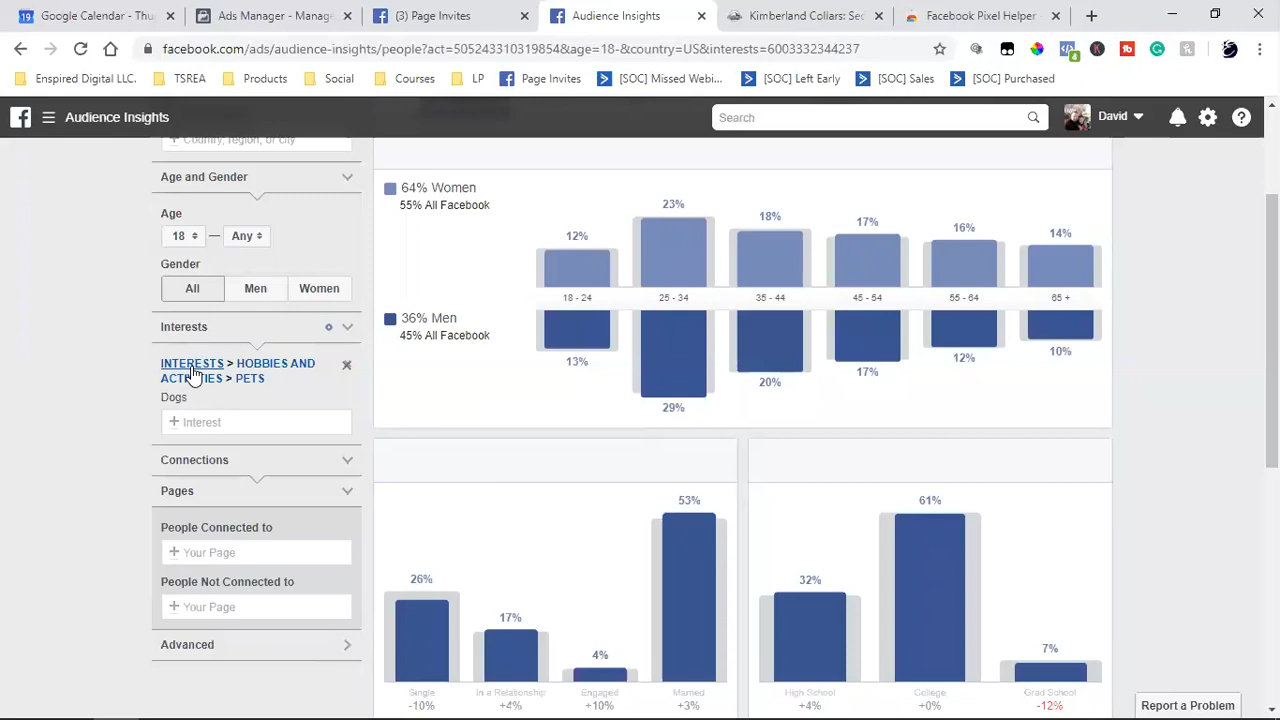 Google Calendar - Thu
Ads Manager - Manage
(3) Page Invites
Audience Insights
Kimberland Collars: Sec
Facebook Pixel Helper -
facebook.com/ads/audience-insights/people?act=505243310319854&age=18-&country=US&interests=6003332344237
Enspired Digital LLC.
TSREA
Products
Social
Courses
LP
Page Invites
[SOC] Missed Webi...
[SOC] Left Early
[SOC] Sales
[SOC] Purchased
Audience Insights
Search
David
Country, region, or city
Age and Gender
Age
18 — Any
Gender
All
Men
Women
Interests
INTERESTS > HOBBIES AND
ACTIVITIES > PETS
Dogs
Interest
Connections
Pages
People Connected to
Your Page
People Not Connected to
Your Page
Advanced
64% Women
55% All Facebook
12%
23%
18%
17%
16%
14%
18 - 24
25 - 34
35 - 44
45 - 54
55 - 64
65 +
36% Men
45% All Facebook
13%
29%
20%
17%
12%
10%
26%
17%
4%
53%
Single
In a Relationship
Engaged
Married
-10%
+4%
+10%
+3%
32%
61%
7%
High School
College
Grad School
+4%
+0%
-12%
Report a Problem